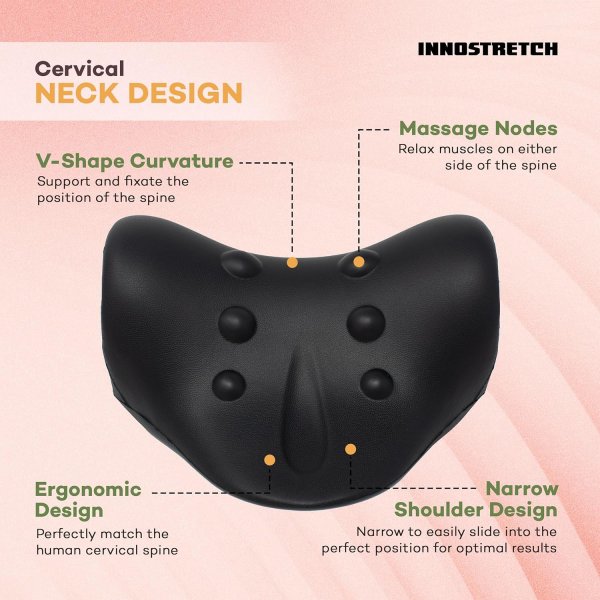 INNOSTRETCH
Cervical
NECK DESIGN
Massage Nodes
Relax muscles on either
side of the spine
V-Shape Curvature
Support and fixate the
position of the spine
Ergonomic
Design
Perfectly match the
human cervical spine
Narrow
Shoulder Design
Narrow to easily slide into the
perfect position for optimal results